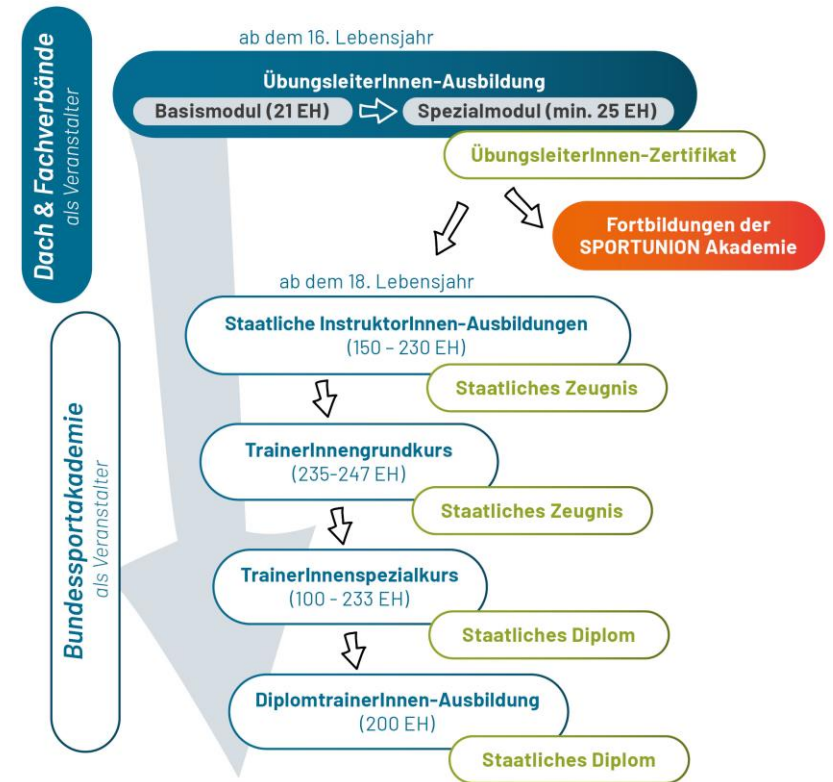 Dach & Fachverbände
als Veranstalter
ab dem 16. Lebensjahr
ÜbungsleiterInnen-Ausbildung
Basismodul (21 EH)
Spezialmodul (min. 25 EH)
ÜbungsleiterInnen-Zertifikat
Fortbildungen der
SPORTUNION Akademie
ab dem 18. Lebensjahr
Bundessportakademie
als Veranstalter
Staatliche InstruktorInnen-Ausbildungen
(150 – 230 EH)
Staatliches Zeugnis
TrainerInnengrundkurs
(235-247 EH)
Staatliches Zeugnis
TrainerInnenspezialkurs
(100 - 233 EH)
Staatliches Diplom
DiplomtrainerInnen-Ausbildung
(200 EH)
Staatliches Diplom